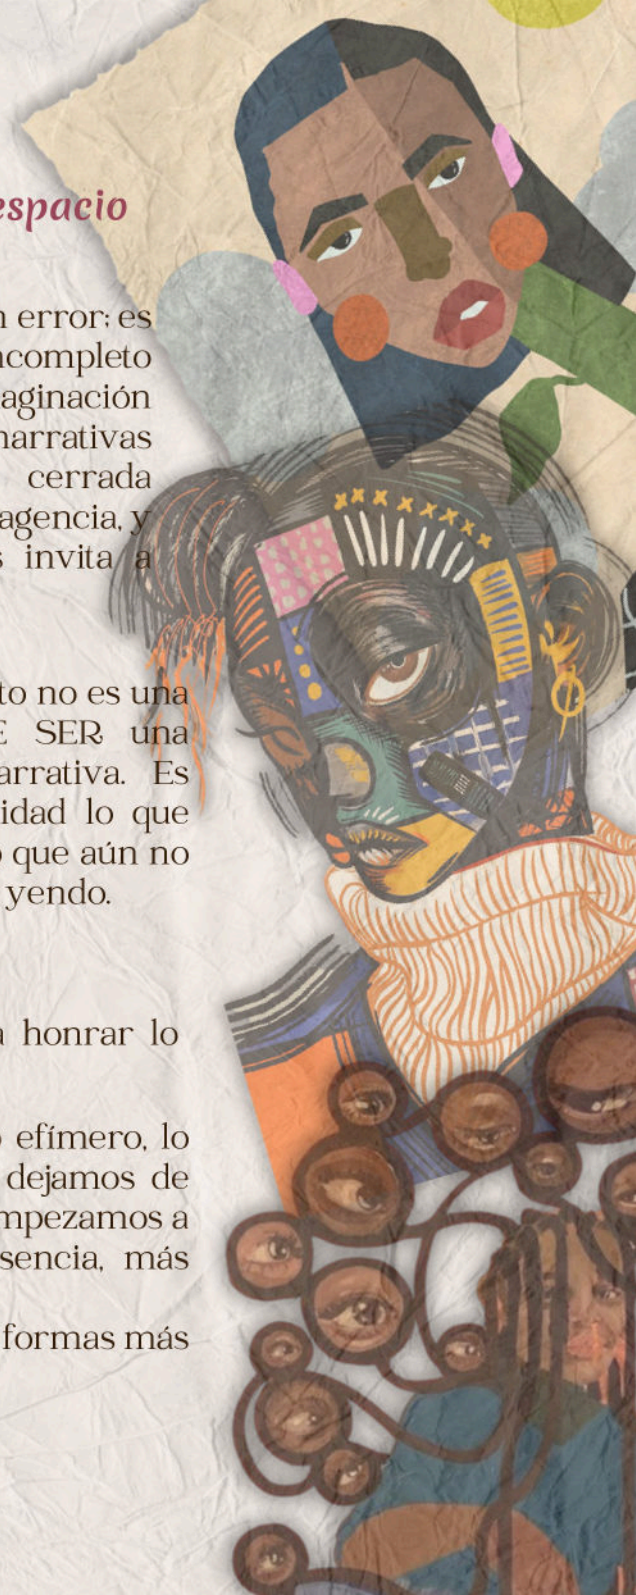 espacio
n error; es
ncompleto
aginación
narrativas
cerrada
agencia, y
s invita a
to no es una
E SER una
arrativa. Es
idad lo que
o que aún no
yendo.
a honrar lo
o efímero, lo
dejamos de
mpezamos a
sencia, más
formas más